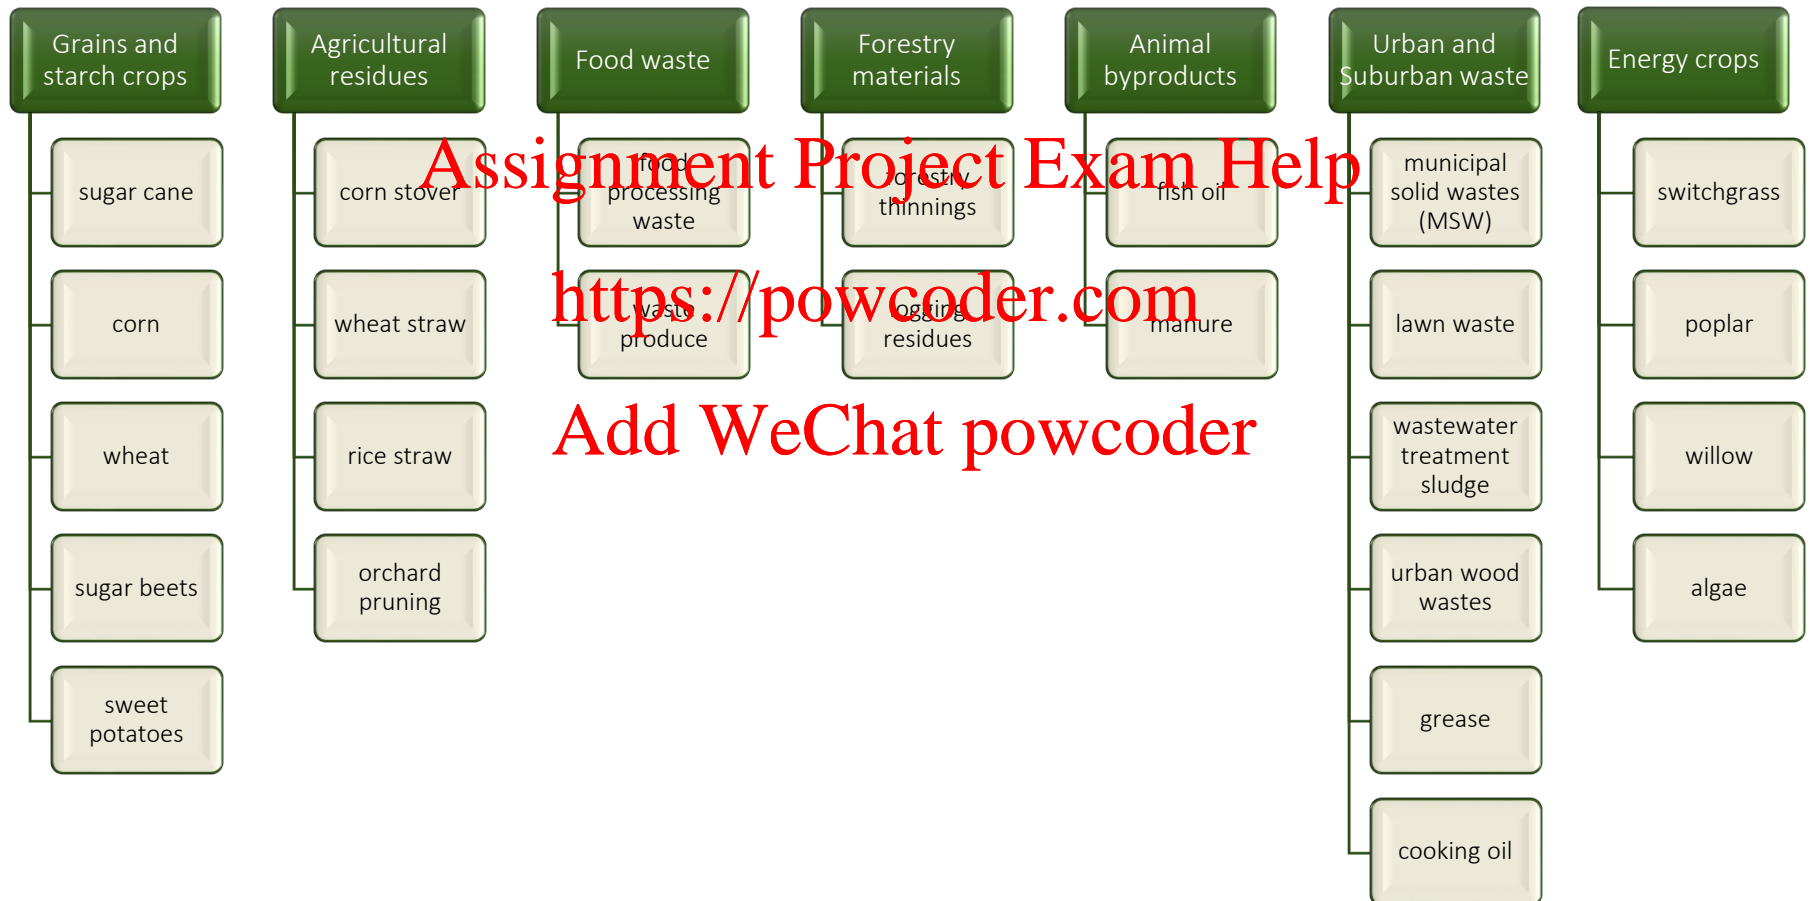 Grains and
starch crops
sugar cane
corn
wheat
sugar beets
sweet
potatoes
Agricultural
residues
corn stover
wheat straw
rice straw
orchard
pruning
Food waste
food
processing
waste
waste
produce
Forestry
materials
forestry
thinnings
logging
residues
Animal
byproducts
fish oil
manure
Urban and
Suburban waste
municipal
solid wastes
(MSW)
lawn waste
wastewater
treatment
sludge
urban wood
wastes
grease
cooking oil
Energy crops
switchgrass
poplar
willow
algae
Assignment Project Exam Help
https://powcoder.com
Add WeChat powcoder